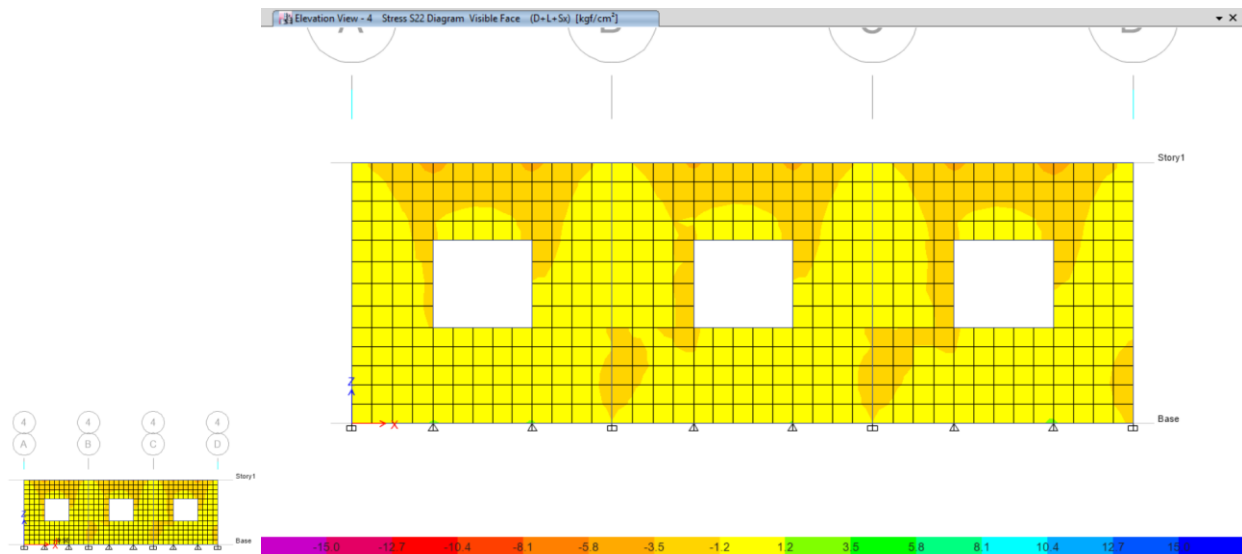 Elevation View - 4 Stress S22 Diagram Visible Face (D+L+Sx) [kgf/cm²]
A B C D
Story1
Z
X
Base
-15.0 -12.7 -10.4 -8.1 -5.8 -3.5 -1.2 1.2 3.5 5.8 8.1 10.4 12.7 15.0
4 4 4 4
A B C D
Story1
Z
X
Base